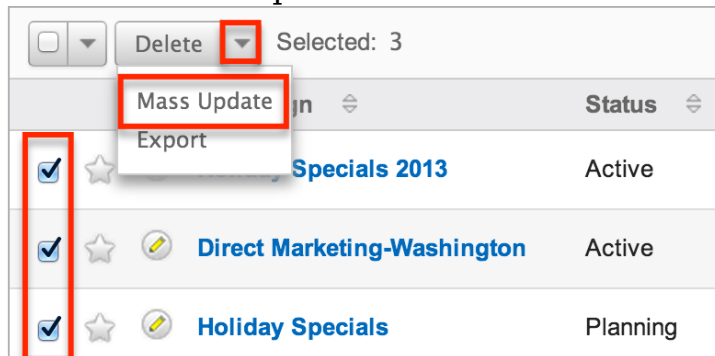 Delete Selected: 3
Mass Update
Status
Export
Specials 2013 Active
Direct Marketing-Washington Active
Holiday Specials Planning